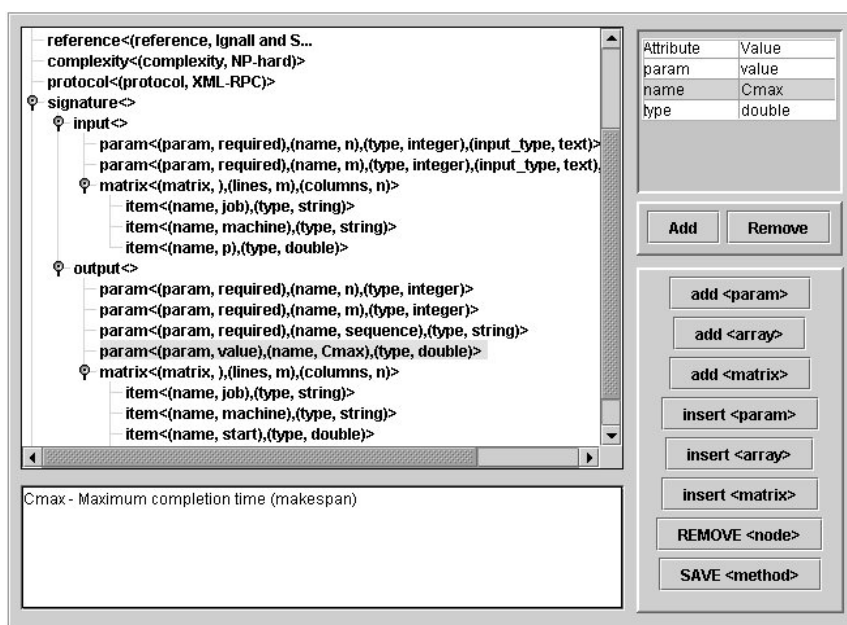 reference<(reference, Ignall and S...
complexity<(complexity, NP-hard)>
protocol<(protocol, XML-RPC)>
signature<>
input<>
param<(param, required),(name, n),(type, integer),(input_type, text)>
param<(param, required),(name, m),(type, integer),(input_type, text),
matrix<(matrix, ),(lines, m),(columns, n)>
item<(name, job),(type, string)>
item<(name, machine),(type, string)>
item<(name, p),(type, double)>
output<>
param<(param, required),(name, n),(type, integer)>
param<(param, required),(name, m),(type, integer)>
param<(param, required),(name, sequence),(type, string)>
param<(param, value),(name, Cmax),(type, double)>
matrix<(matrix, ),(lines, m),(columns, n)>
item<(name, job),(type, string)>
item<(name, machine),(type, string)>
item<(name, start),(type, double)>
Cmax - Maximum completion time (makespan)
Attribute Value
param value
name Cmax
type double
Add Remove
add <param>
add <array>
add <matrix>
insert <param>
insert <array>
insert <matrix>
REMOVE <node>
SAVE <method>